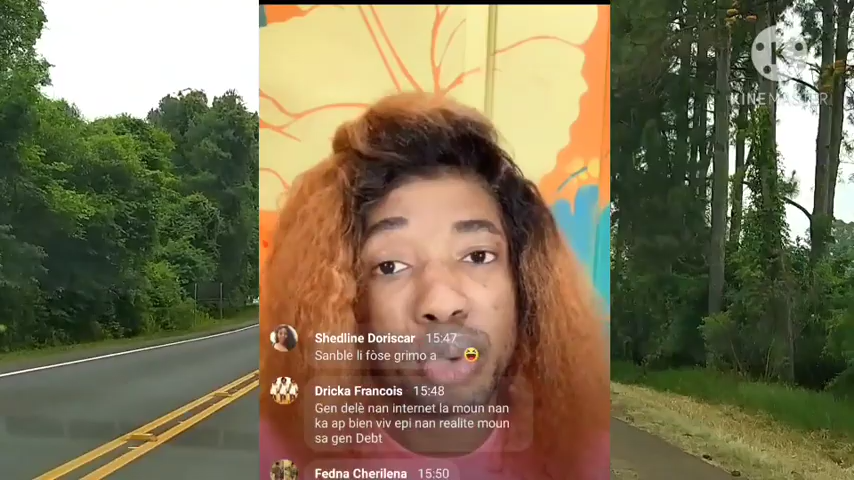 KINEMASTER
Shedline Doriscar 15:47
Sanble li fòse grimo a 😆
Dricka Francois 15:48
Gen delè nan internet la moun nan
ka ap bien viv epi nan realite moun
sa gen Debt
Fedna Cherilena 15:50